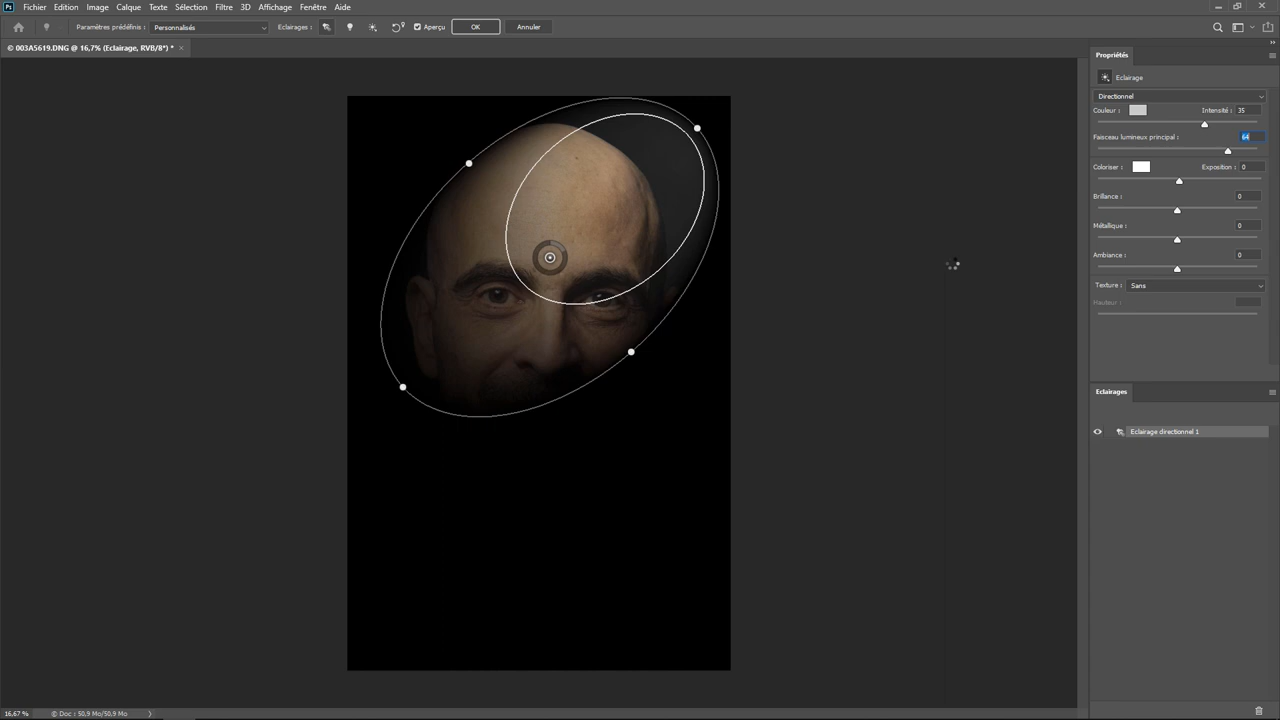 Ps Fichier Edition Image Calque Texte Sélection Filtre 3D Affichage Fenêtre Aide
Paramètres prédéfinis : Personnalisés Eclairages : Aperçu OK Annuler
© 003A5619.DNG @ 16,7% (Eclairage, RVB/8*) * ×
Propriétés
Eclairage
Directionnel
Couleur : Intensité : 35
Faisceau lumineux principal : 64
Coloriser : Exposition : 0
Brillance : 0
Métallique : 0
Ambiance : 0
Texture : Sans
Hauteur :
Eclairages
Eclairage directionnel 1
16,67 % Doc : 50,9 Mo/50,9 Mo